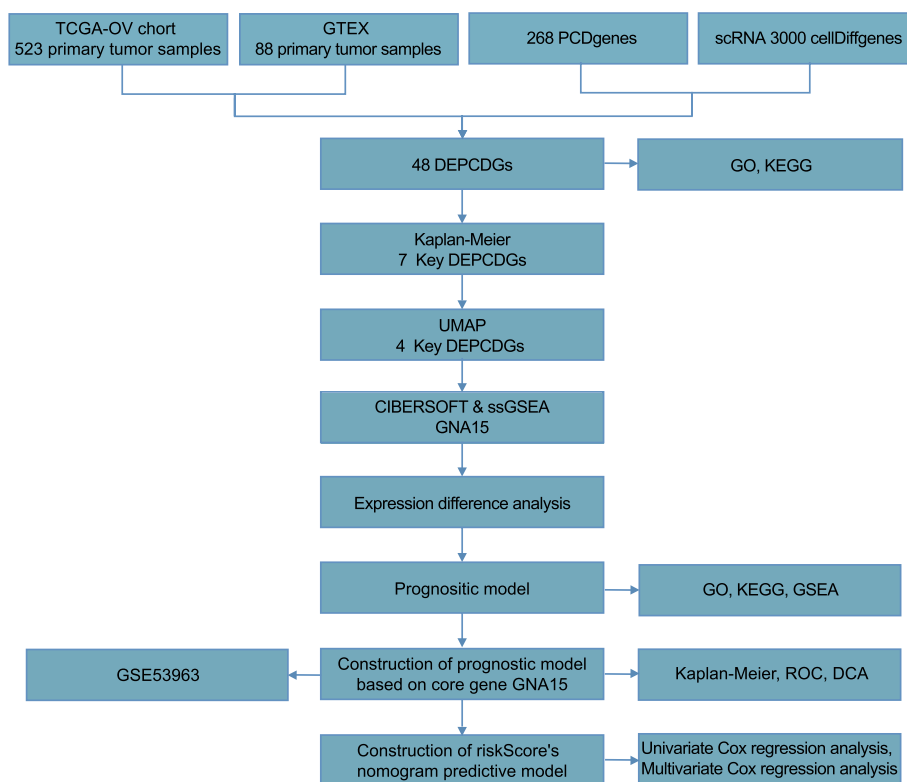 TCGA-OV chort
523 primary tumor samples
GTEX
88 primary tumor samples
268 PCDgenes
scRNA 3000 cellDiffgenes
48 DEPCDGs
GO, KEGG
Kaplan-Meier
7 Key DEPCDGs
UMAP
4 Key DEPCDGs
CIBERSOFT & ssGSEA
GNA15
Expression difference analysis
Prognositic model
GO, KEGG, GSEA
GSE53963
Construction of prognostic model
based on core gene GNA15
Kaplan-Meier, ROC, DCA
Construction of riskScore's
nomogram predictive model
Univariate Cox regression analysis,
Multivariate Cox regression analysis